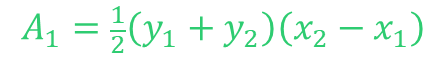 A₁ = ½(y₁ + y₂)(x₂ − x₁)